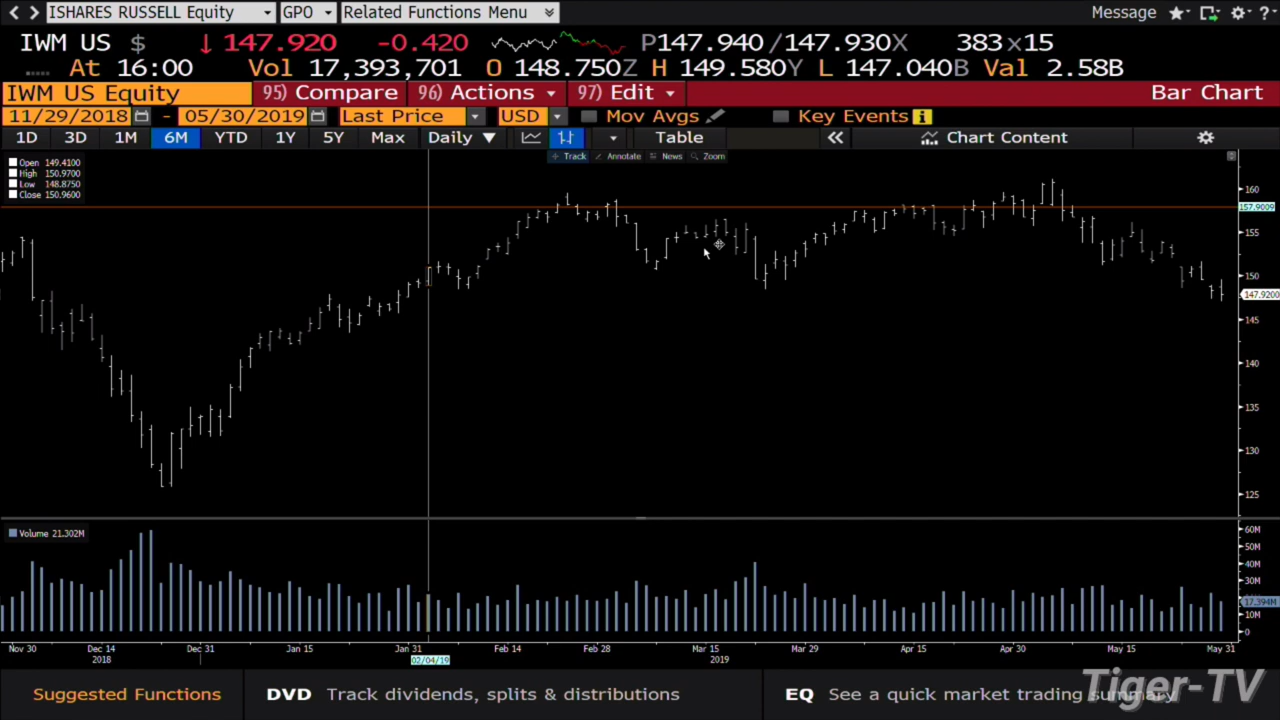 ISHARES RUSSELL Equity GPO Related Functions Menu Message
IWM US $ ↓ 147.920 -0.420 P147.940 /147.930X 383x15
At 16:00 Vol 17,393,701 O 148.750Z H 149.580Y L 147.040B Val 2.58B
IWM US Equity 95) Compare 96) Actions 97) Edit Bar Chart
11/29/2018 - 05/30/2019 Last Price USD Mov Avgs Key Events
1D 3D 1M 6M YTD 1Y 5Y Max Daily ▼ Table « Chart Content
Track Annotate News Zoom
Open 149.4100
High 150.9700
Low 148.8750
Close 150.9600
160
157.9009
155
150
147.9200
145
140
135
130
125
Volume 21.302M
60M
50M
40M
30M
17.394M
10M
0
Nov 30 Dec 14 Dec 31 Jan 15 Jan 31 Feb 14 Feb 28 Mar 15 Mar 29 Apr 15 Apr 30 May 15 May 31
2018 02/04/19 2019
Suggested Functions DVD Track dividends, splits & distributions EQ See a quick market trading summary
Tiger-TV